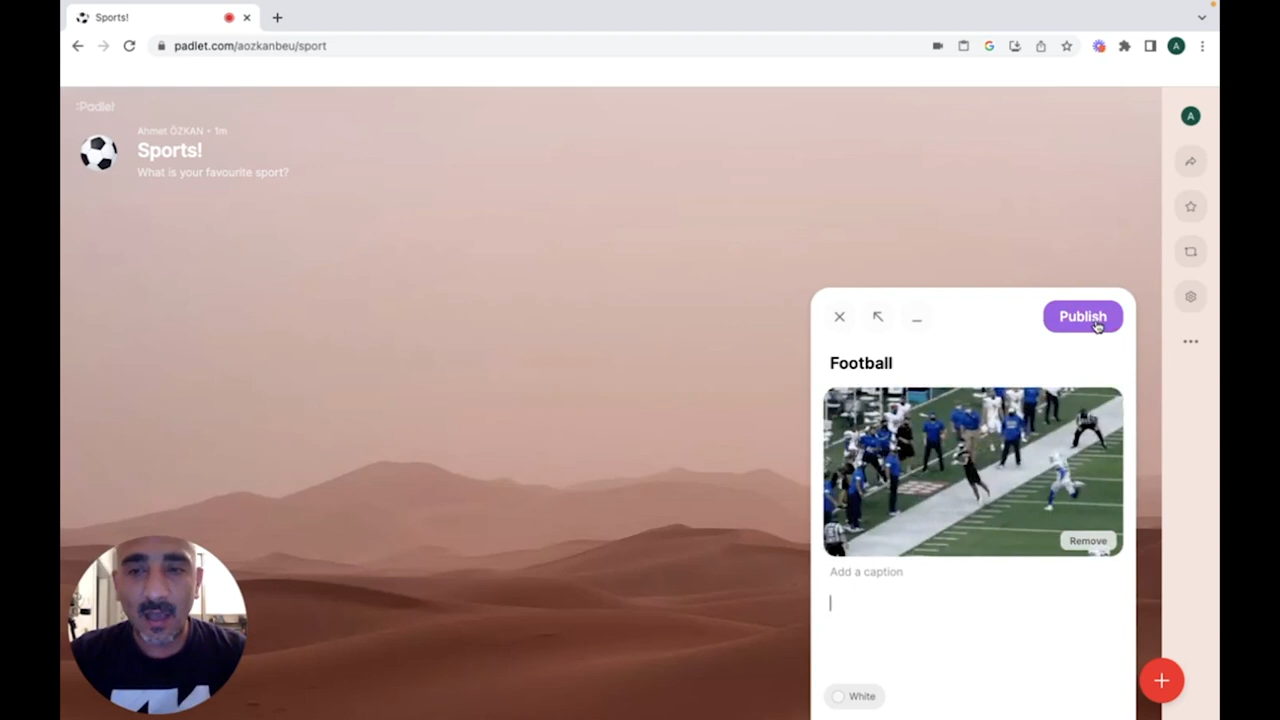 Sports!
padlet.com/aozkanbeu/sport
A
:Padlet
Ahmet ÖZKAN • 1m
Sports!
What is your favourite sport?
A
Publish
Football
Remove
Add a caption
White